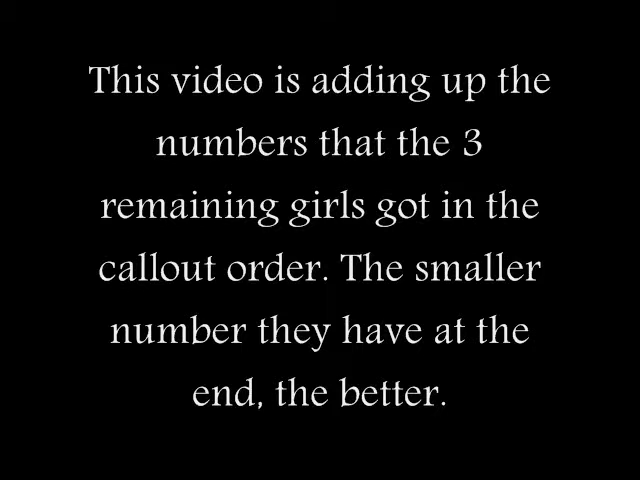 This video is adding up the
numbers that the 3
remaining girls got in the
callout order. The smaller
number they have at the
end, the better.